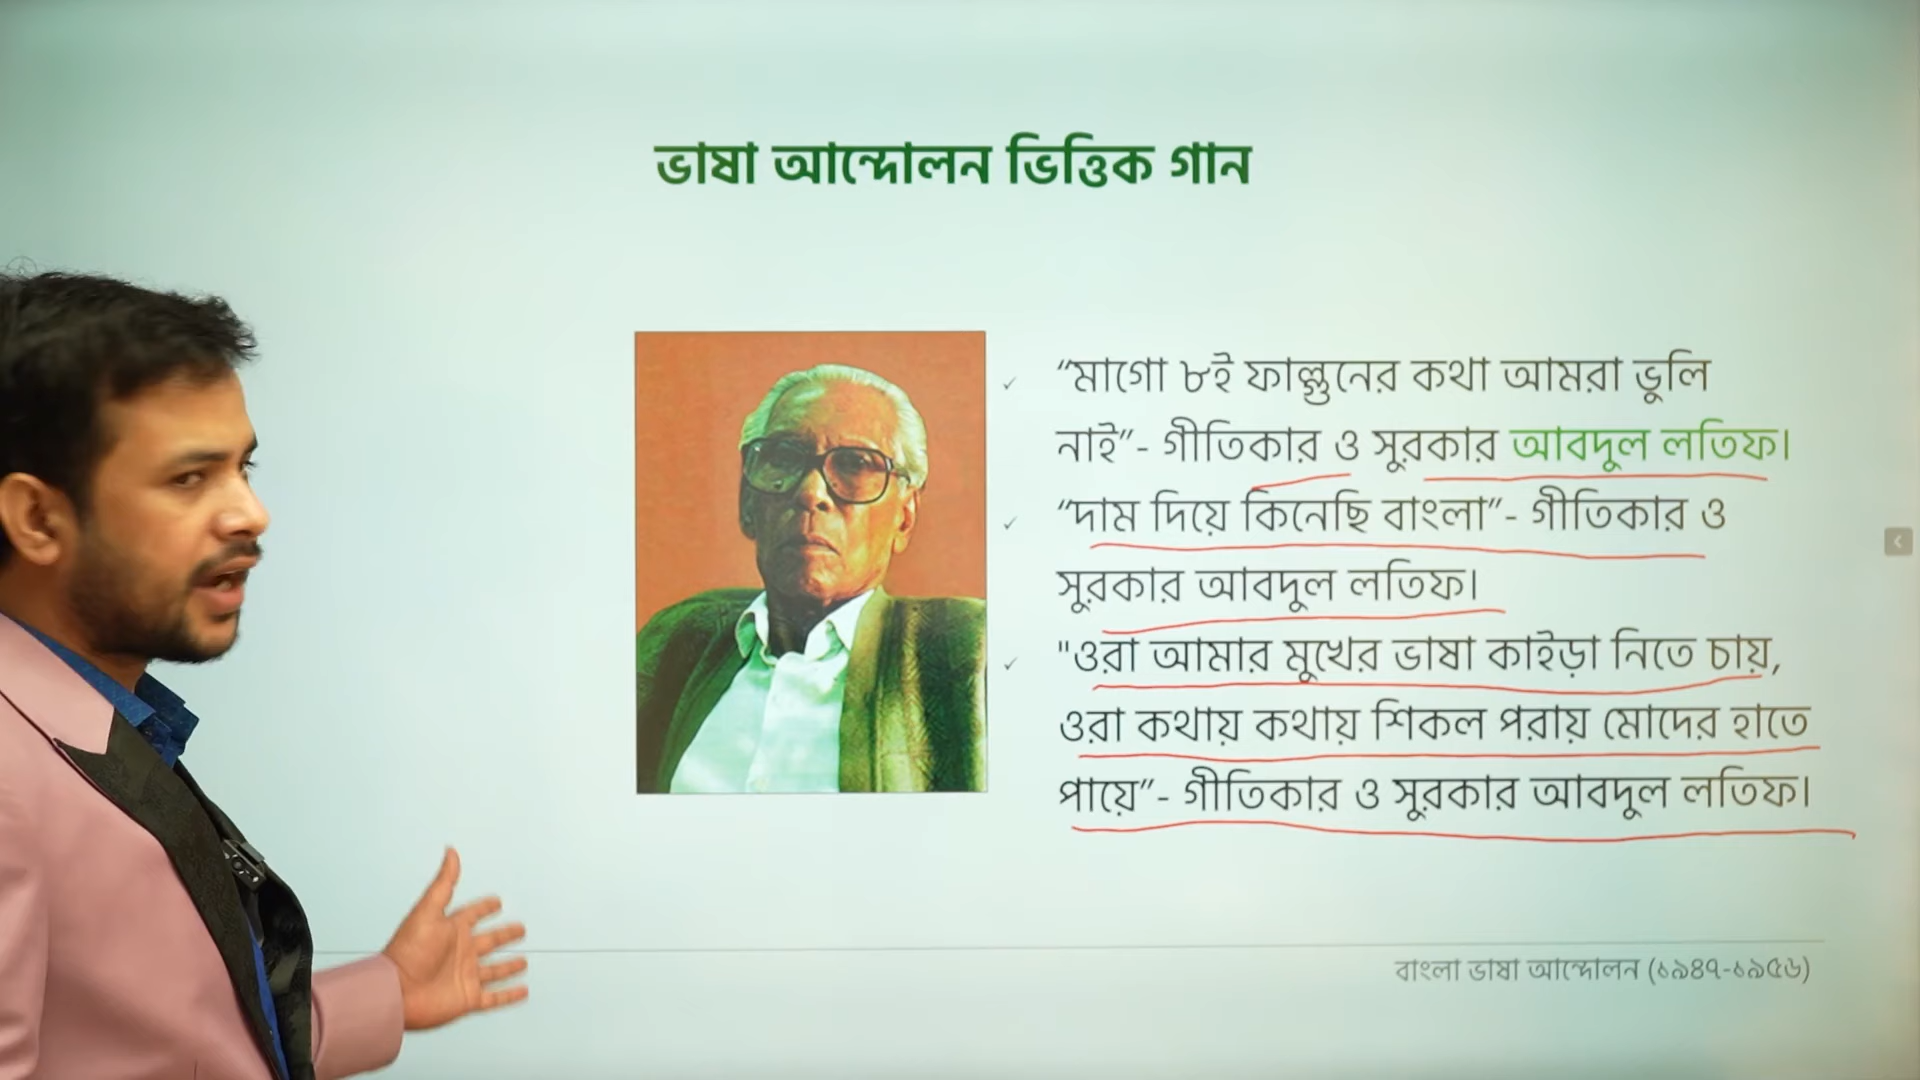 ভাষা আন্দোলন ভিত্তিক গান
“মাগো ৮ই ফাল্গুনের কথা আমরা ভুলি
নাই”- গীতিকার ও সুরকার আবদুল লতিফ।
“দাম দিয়ে কিনেছি বাংলা”- গীতিকার ও
সুরকার আবদুল লতিফ।
"ওরা আমার মুখের ভাষা কাইড়া নিতে চায়,
ওরা কথায় কথায় শিকল পরায় মোদের হাতে
পায়ে”- গীতিকার ও সুরকার আবদুল লতিফ।
বাংলা ভাষা আন্দোলন (১৯৪৭-১৯৫৬)